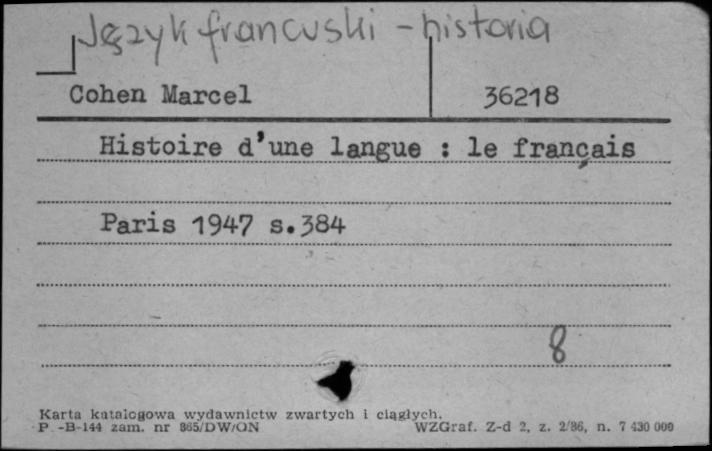 Język francuski - historia
Cohen Marcel 36218
Histoire d'une langue : le français
Paris 1947 s.384
8
Karta katalogowa wydawnictw zwartych i ciągłych.
P.-B-144 zam. nr 865/DW/ON WZGraf. Z-d 2, z. 2/86, n. 7 430 000